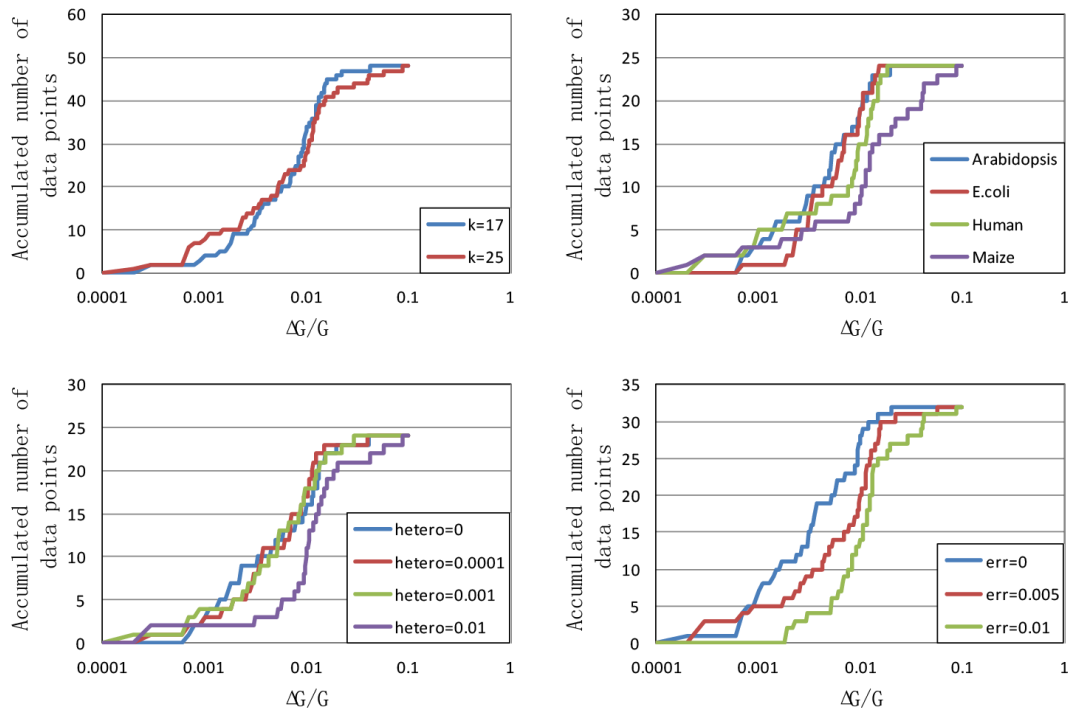 Accumulated number of
data points
60
50
40
30
20
10
0
0.0001
0.001
0.01
0.1
1
ΔG/G
k=17
k=25
Accumulated number of
data points
30
25
20
15
10
5
0
0.0001
0.001
0.01
0.1
1
ΔG/G
Arabidopsis
E.coli
Human
Maize
Accumulated number of
data points
30
25
20
15
10
5
0
0.0001
0.001
0.01
0.1
1
ΔG/G
hetero=0
hetero=0.0001
hetero=0.001
hetero=0.01
Accumulated number of
data points
35
30
25
20
15
10
5
0
0.0001
0.001
0.01
0.1
1
ΔG/G
err=0
err=0.005
err=0.01